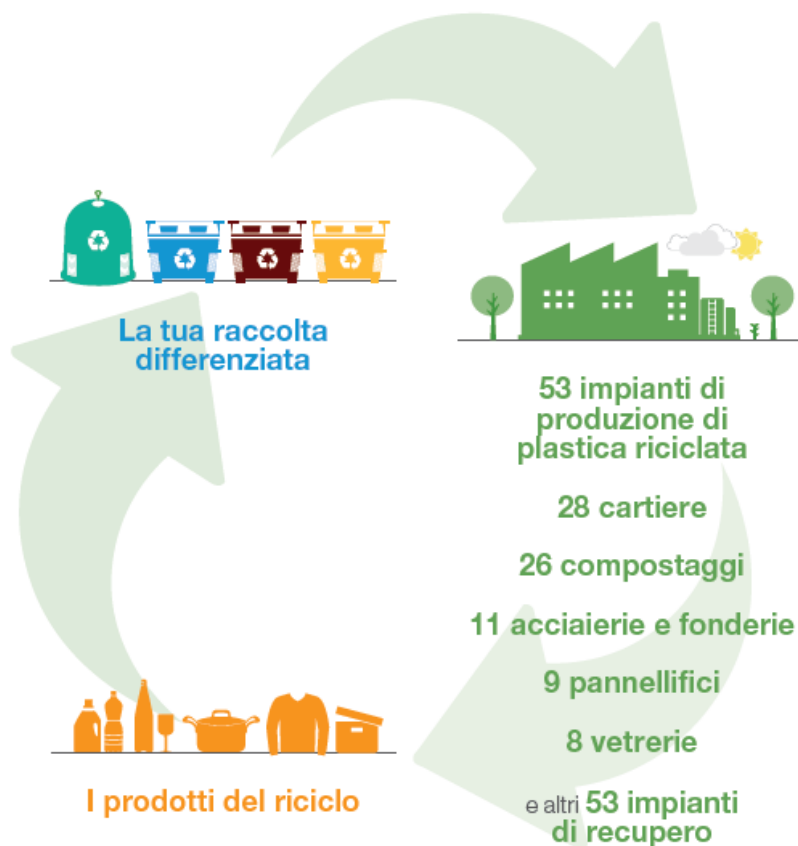 La tua raccolta
differenziata
53 impianti di
produzione di
plastica riciclata
28 cartiere
26 compostaggi
11 acciaierie e fonderie
9 pannellifici
8 vetrerie
e altri 53 impianti
di recupero
I prodotti del riciclo